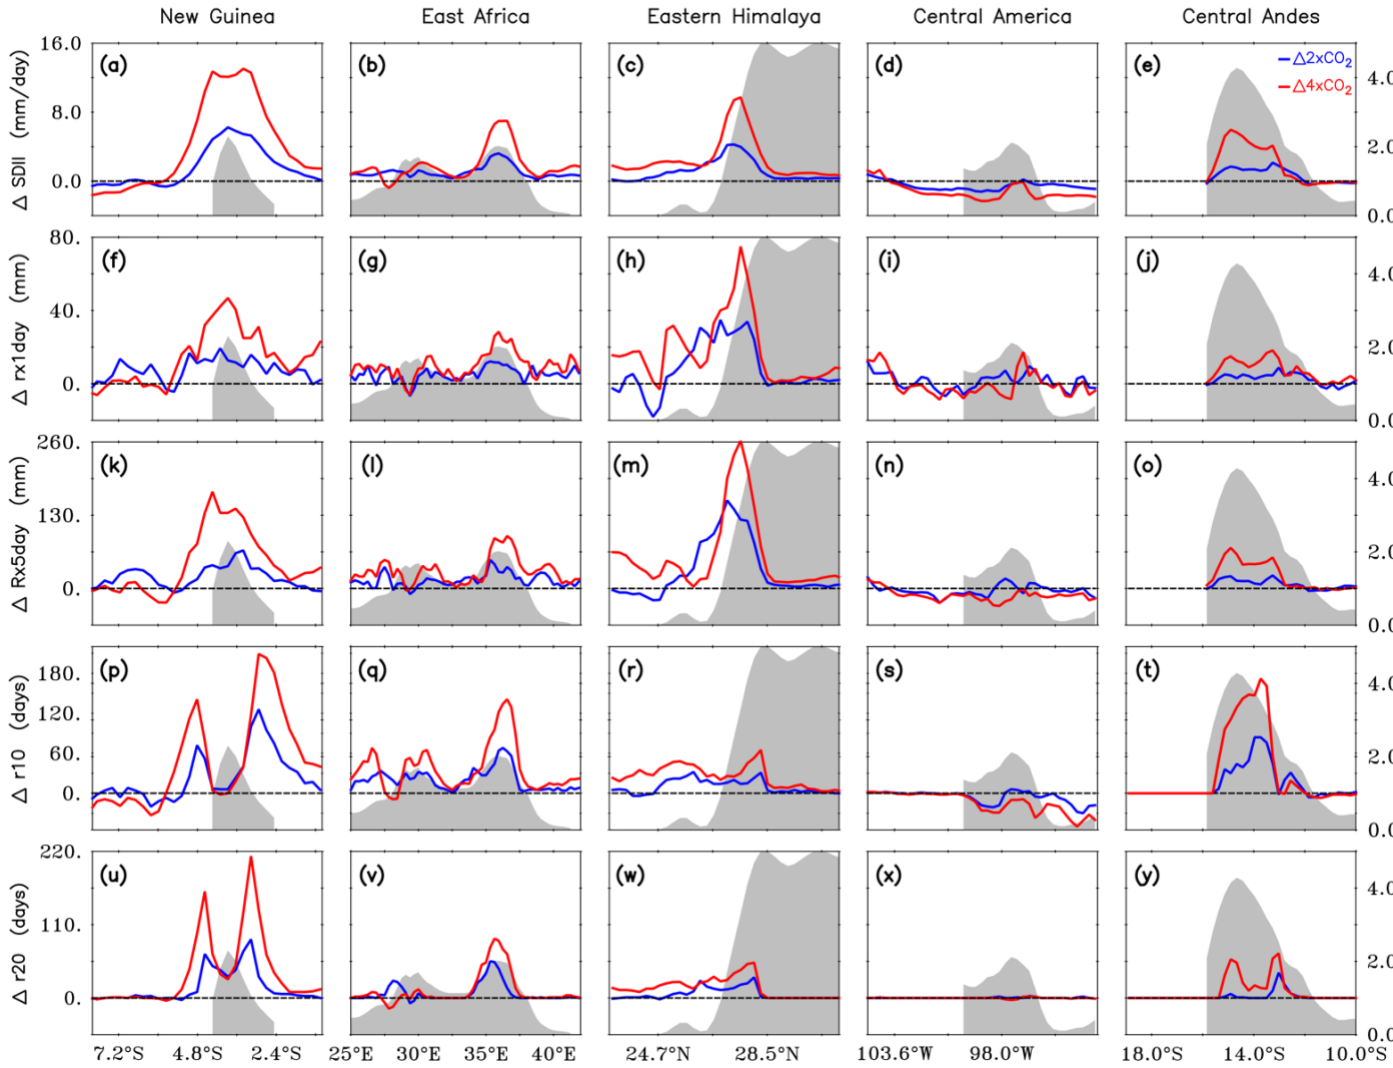 New Guinea East Africa Eastern Himalaya Central America Central Andes
16.0 (a) (b) (c) (d) (e) △2xCO₂
△4xCO₂
4.0
Δ SDII (mm/day)
8.0
2.0
0.0
0.0
80. (f) (g) (h) (i) (j)
4.0
Δ rx1day (mm)
40.
2.0
0.
0.0
260. (k) (l) (m) (n) (o)
4.0
Δ Rx5day (mm)
130.
2.0
0.
0.0
(p) (q) (r) (s) (t)
180. 4.0
Δ r10 (days)
120.
60. 2.0
0.
0.0
220. (u) (v) (w) (x) (y)
4.0
Δ r20 (days)
110.
2.0
0.
0.0
7.2°S 4.8°S 2.4°S 25°E 30°E 35°E 40°E 24.7°N 28.5°N 103.6°W 98.0°W 18.0°S 14.0°S 10.0°S